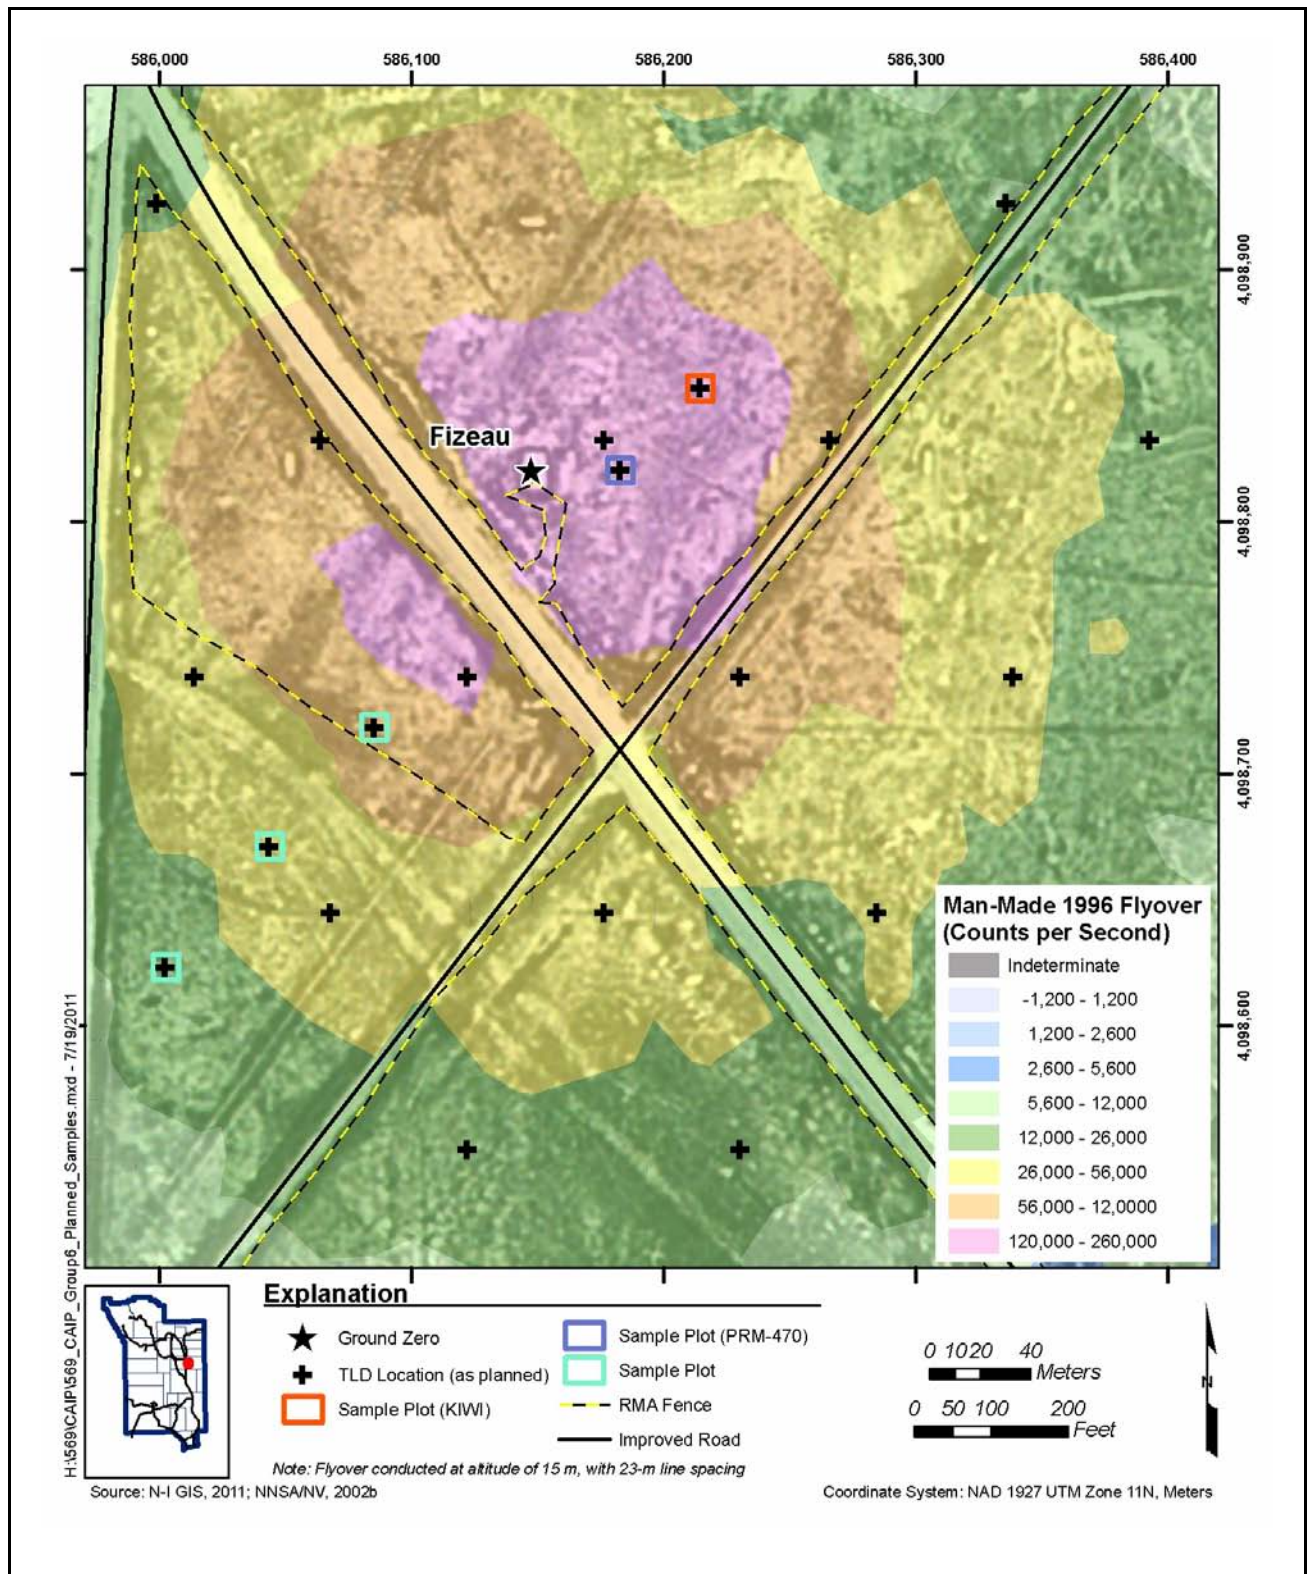 586,000 586,100 586,200 586,300 586,400
4,098,900
Fizeau
4,098,800
4,098,700
4,098,600
Man-Made 1996 Flyover
(Counts per Second)
Indeterminate
-1,200 - 1,200
1,200 - 2,600
2,600 - 5,600
5,600 - 12,000
12,000 - 26,000
26,000 - 56,000
56,000 - 12,0000
120,000 - 260,000
H:\569\CAIP\569_CAIP_Group6_Planned_Samples.mxd - 7/19/2011
Explanation
Ground Zero
TLD Location (as planned)
Sample Plot (KIWI)
Sample Plot (PRM-470)
Sample Plot
RMA Fence
Improved Road
Note: Flyover conducted at altitude of 15 m, with 23-m line spacing
0 10 20 40
Meters
0 50 100 200
Feet
N
Source: N-I GIS, 2011; NNSA/NV, 2002b
Coordinate System: NAD 1927 UTM Zone 11N, Meters